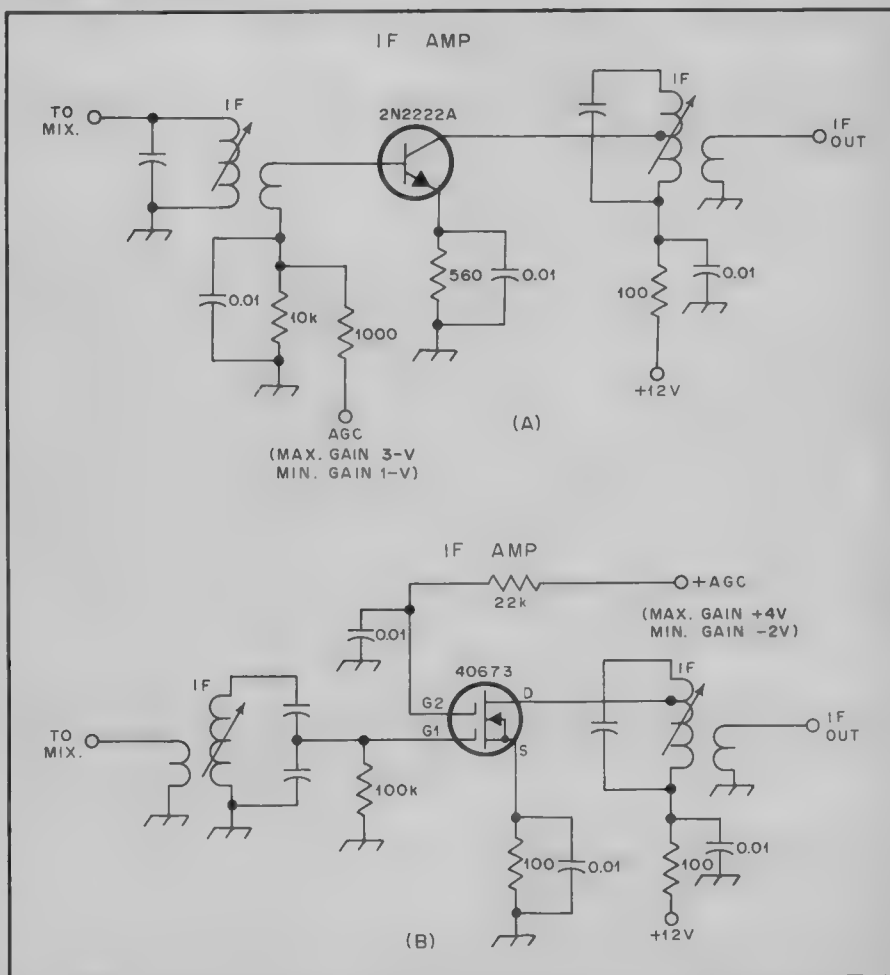 IF AMP
TO
MIX.
IF
2N2222A
IF
OUT
0.01
10k
1000
560
0.01
100
0.01
+12V
AGC
(MAX. GAIN 3-V
MIN. GAIN 1-V)
(A)
IF AMP
22k
+AGC
(MAX. GAIN +4V
MIN. GAIN -2V)
0.01
40673
IF
G2
D
IF
TO
MIX.
G1
S
IF
OUT
100k
100
0.01
100
0.01
+12V
(B)